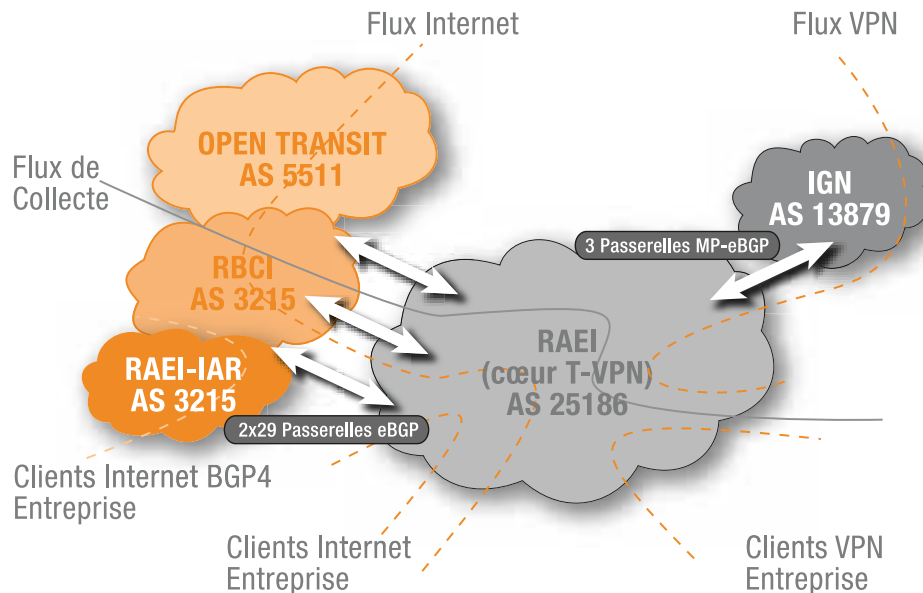 Flux Internet
Flux VPN
OPEN TRANSIT
AS 5511
Flux de
Collecte
IGN
AS 13879
3 Passerelles MP-eBGP
RBCI
AS 3215
RAEI
(cœur T-VPN)
AS 25186
RAEI-IAR
AS 3215
2x29 Passerelles eBGP
Clients Internet BGP4
Entreprise
Clients Internet
Entreprise
Clients VPN
Entreprise